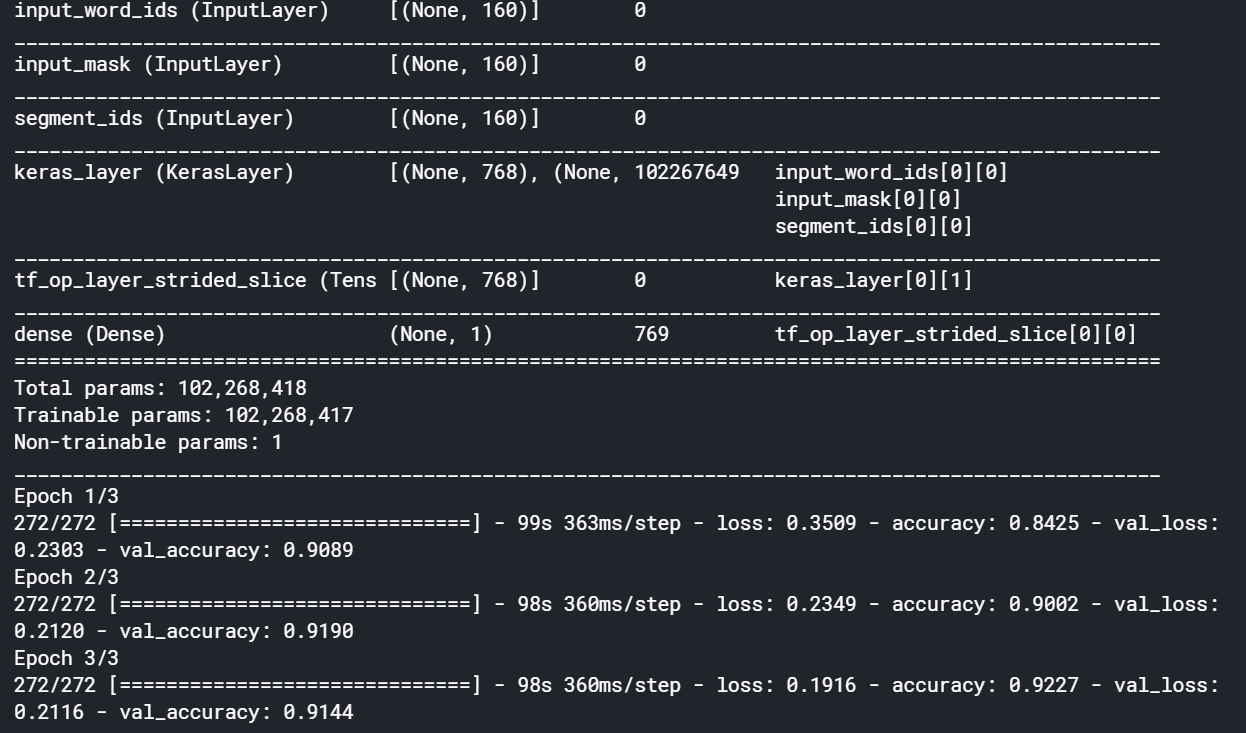 input_word_ids (InputLayer)     [(None, 160)]        0
__________________________________________________________________________________________________
input_mask (InputLayer)         [(None, 160)]        0
__________________________________________________________________________________________________
segment_ids (InputLayer)        [(None, 160)]        0
__________________________________________________________________________________________________
keras_layer (KerasLayer)        [(None, 768), (None, 102267649   input_word_ids[0][0]
                                                                 input_mask[0][0]
                                                                 segment_ids[0][0]
__________________________________________________________________________________________________
tf_op_layer_strided_slice (Tens [(None, 768)]        0           keras_layer[0][1]
__________________________________________________________________________________________________
dense (Dense)                   (None, 1)            769         tf_op_layer_strided_slice[0][0]
==================================================================================================
Total params: 102,268,418
Trainable params: 102,268,417
Non-trainable params: 1
__________________________________________________________________________________________________
Epoch 1/3
272/272 [==============================] - 99s 363ms/step - loss: 0.3509 - accuracy: 0.8425 - val_loss:
0.2303 - val_accuracy: 0.9089
Epoch 2/3
272/272 [==============================] - 98s 360ms/step - loss: 0.2349 - accuracy: 0.9002 - val_loss:
0.2120 - val_accuracy: 0.9190
Epoch 3/3
272/272 [==============================] - 98s 360ms/step - loss: 0.1916 - accuracy: 0.9227 - val_loss:
0.2116 - val_accuracy: 0.9144